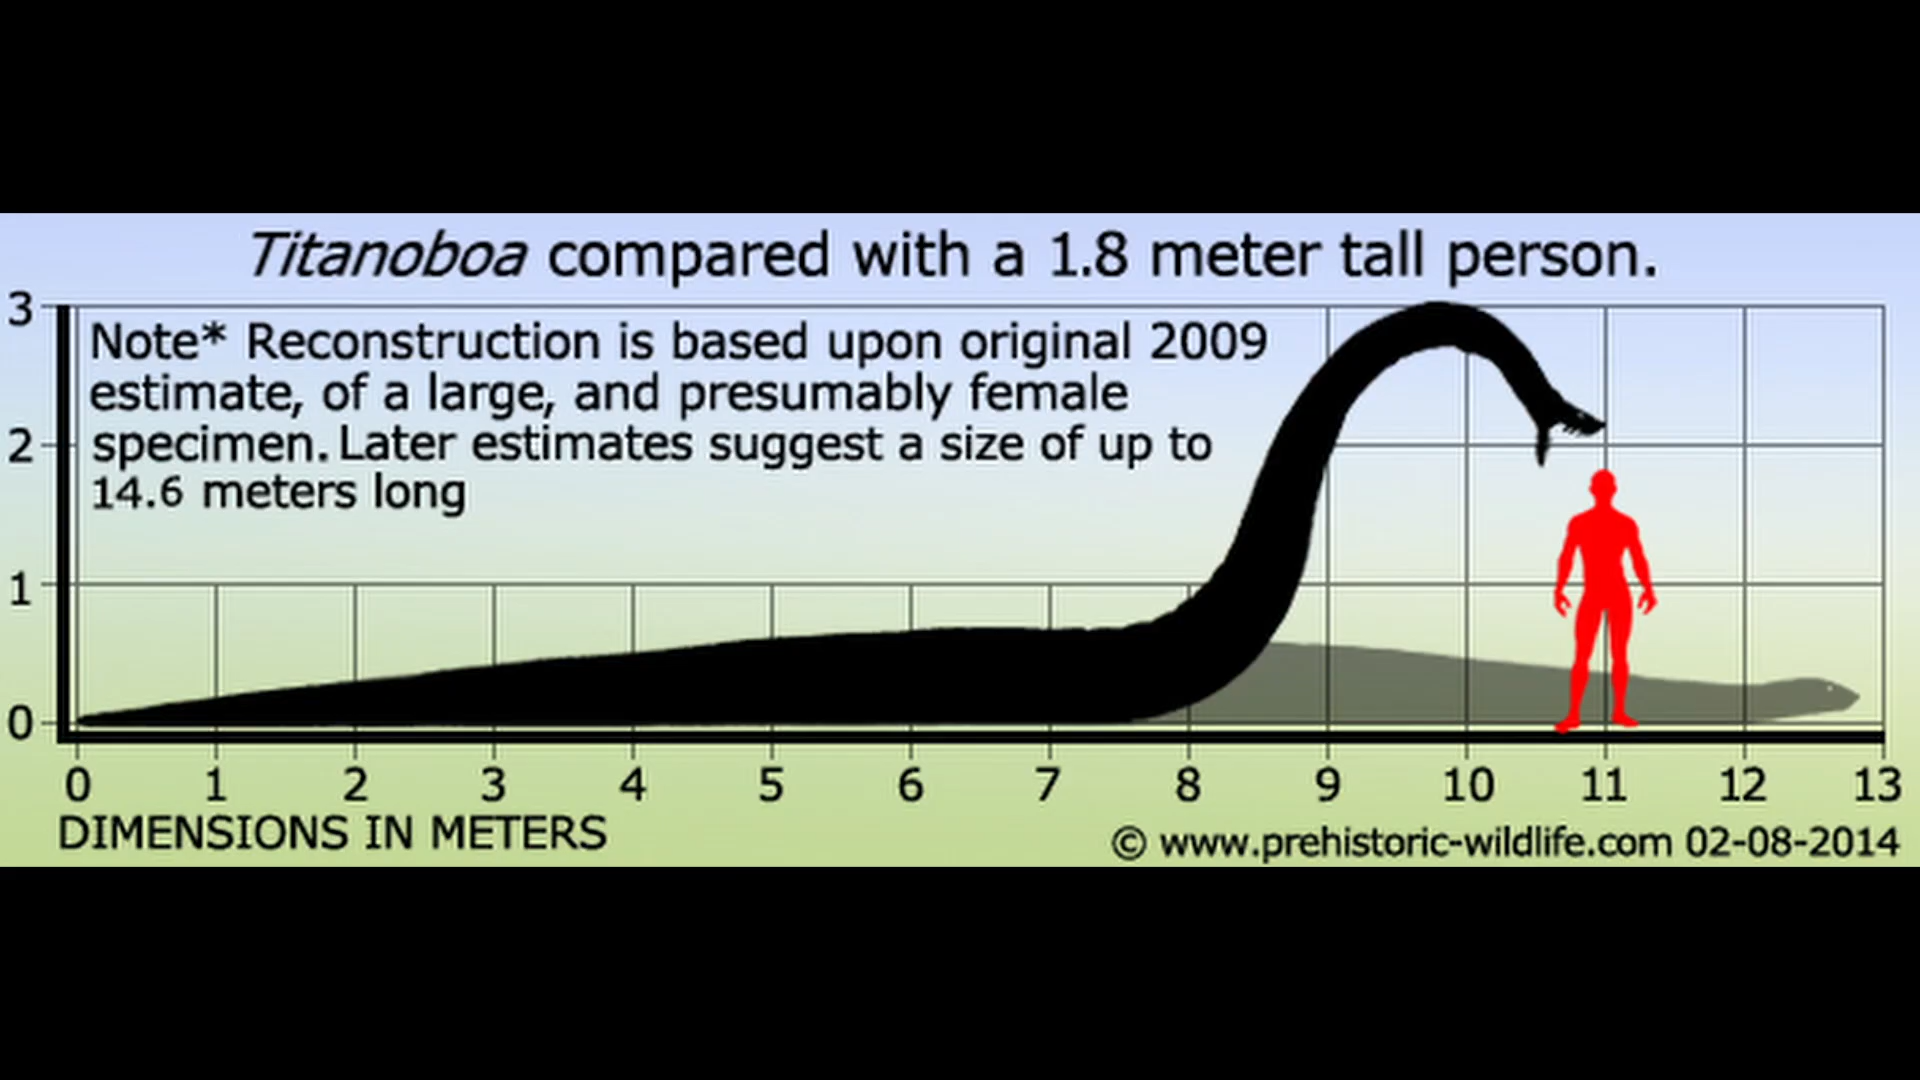 Titanoboa compared with a 1.8 meter tall person.
Note* Reconstruction is based upon original 2009
estimate, of a large, and presumably female
specimen. Later estimates suggest a size of up to
14.6 meters long
3
2
1
0
0 1 2 3 4 5 6 7 8 9 10 11 12 13
DIMENSIONS IN METERS
© www.prehistoric-wildlife.com 02-08-2014